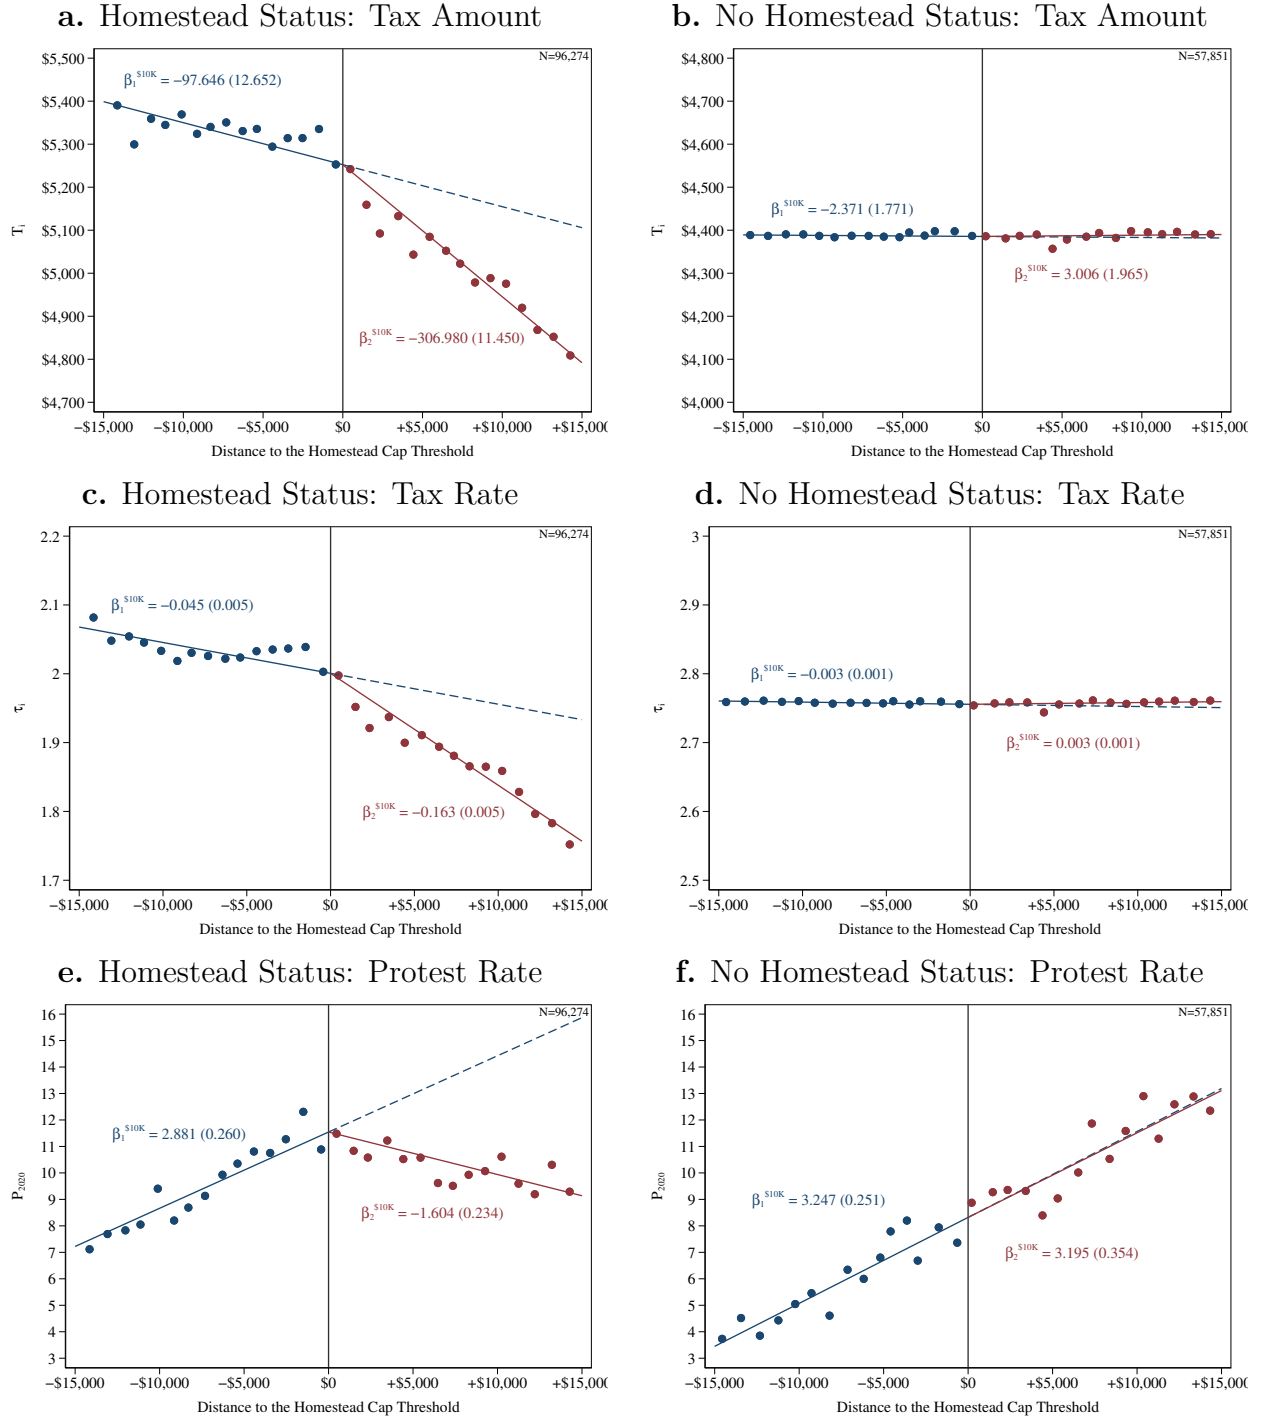 a. Homestead Status: Tax Amount
N=96,274
β₁$10K = −97.646 (12.652)
β₂$10K = −306.980 (11.450)
$5,500
$5,400
$5,300
$5,200
$5,100
$5,000
$4,900
$4,800
$4,700
Tᵢ
−$15,000 −$10,000 −$5,000 $0 +$5,000 +$10,000 +$15,00
Distance to the Homestead Cap Threshold
b. No Homestead Status: Tax Amount
N=57,851
β₁$10K = −2.371 (1.771)
β₂$10K = 3.006 (1.965)
$4,800
$4,700
$4,600
$4,500
$4,400
$4,300
$4,200
$4,100
$4,000
Tᵢ
−$15,000 −$10,000 −$5,000 $0 +$5,000 +$10,000 +$15,00
Distance to the Homestead Cap Threshold
c. Homestead Status: Tax Rate
N=96,274
β₁$10K = −0.045 (0.005)
β₂$10K = −0.163 (0.005)
2.2
2.1
2
1.9
1.8
1.7
τᵢ
−$15,000 −$10,000 −$5,000 $0 +$5,000 +$10,000 +$15,00
Distance to the Homestead Cap Threshold
d. No Homestead Status: Tax Rate
N=57,851
β₁$10K = −0.003 (0.001)
β₂$10K = 0.003 (0.001)
3
2.9
2.8
2.7
2.6
2.5
τᵢ
−$15,000 −$10,000 −$5,000 $0 +$5,000 +$10,000 +$15,00
Distance to the Homestead Cap Threshold
e. Homestead Status: Protest Rate
N=96,274
β₁$10K = 2.881 (0.260)
β₂$10K = −1.604 (0.234)
16
15
14
13
12
11
10
9
8
7
6
5
4
3
P₂₀₂₀
−$15,000 −$10,000 −$5,000 $0 +$5,000 +$10,000 +$15,00
Distance to the Homestead Cap Threshold
f. No Homestead Status: Protest Rate
N=57,851
β₁$10K = 3.247 (0.251)
β₂$10K = 3.195 (0.354)
16
15
14
13
12
11
10
9
8
7
6
5
4
3
P₂₀₂₀
−$15,000 −$10,000 −$5,000 $0 +$5,000 +$10,000 +$15,00
Distance to the Homestead Cap Threshold